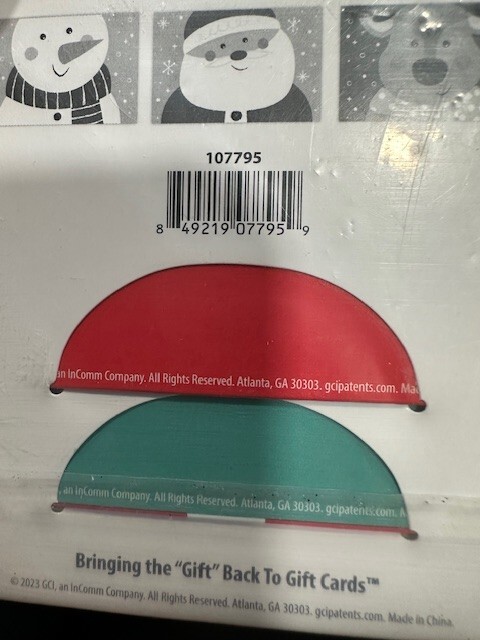 107795
8 49219 07795 9
an InComm Company. All Rights Reserved. Atlanta, GA 30303. gcipatents.com. Mad
an InComm Company. All Rights Reserved. Atlanta, GA 30303. gcipatents.com.
Bringing the “Gift” Back To Gift Cards™
© 2023 GCI, an InComm Company. All Rights Reserved. Atlanta, GA 30303. gcipatents.com. Made in China.